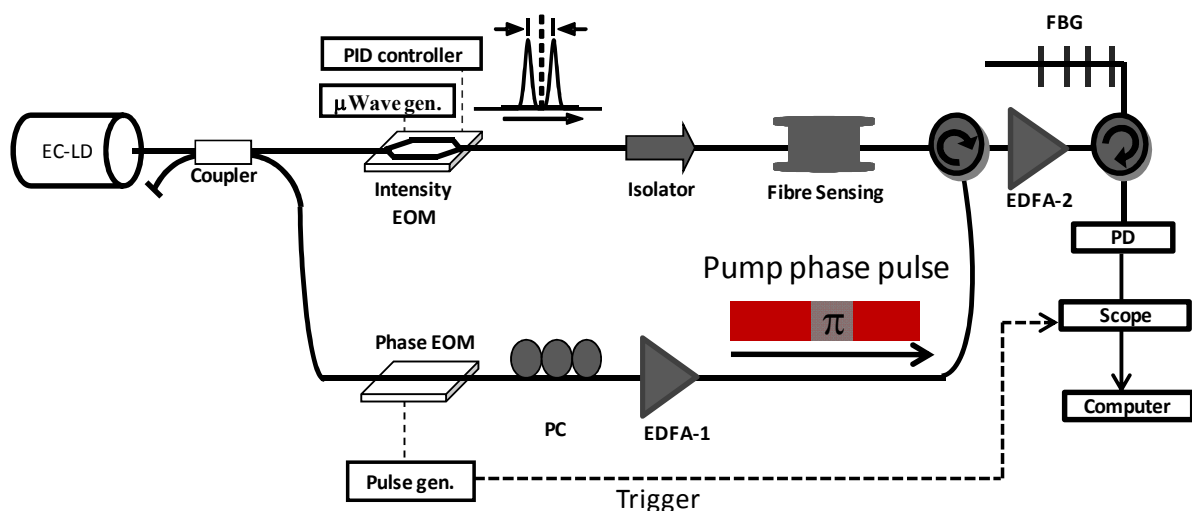 FBG
PID controller
μWave gen.
EC-LD
Coupler
Intensity
EOM
Isolator
Fibre Sensing
EDFA-2
PD
Pump phase pulse
π
Scope
Phase EOM
PC
EDFA-1
Computer
Pulse gen.
Trigger